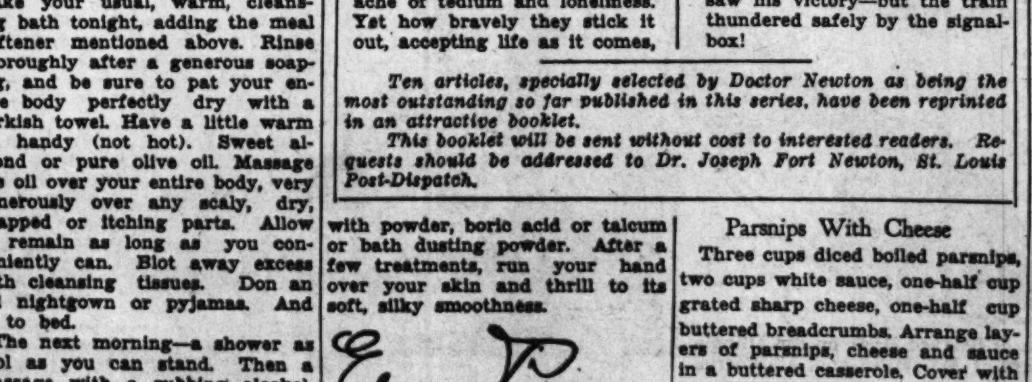 your usual, warm, cleans-
bath tonight, adding the meal
mentioned above. Rinse
after a generous soap-
and be sure to pat your en-
body perfectly dry with a
towel. Have a little warm
handy (not hot). Sweet al-
or pure olive oil. Massage
oil over your entire body, very
over any scaly, dry,
or itching parts. Allow
remain as long as you con-
can. Blot away excess
cleansing tissues. Don an
nightgown or pyjamas. And
to bed.
The next morning—a shower as
as you can stand. Then a
ache or tedium and loneliness.
Yet how bravely they stick it
out, accepting life as it comes,
saw his victory—but the train
thundered safely by the signal-
box!
Ten articles, specially selected by Doctor Newton as being the
most outstanding so far published in this series, have been reprinted
in an attractive booklet.
This booklet will be sent without cost to interested readers. Re-
quests should be addressed to Dr. Joseph Fort Newton, St. Louis
Post-Dispatch.
with powder, boric acid or talcum
or bath dusting powder. After a
few treatments, run your hand
over your skin and thrill to its
soft, silky smoothness.
Parsnips With Cheese
Three cups diced boiled parsnips,
two cups white sauce, one-half cup
grated sharp cheese, one-half cup
buttered breadcrumbs. Arrange lay-
ers of parsnips, cheese and sauce
in a buttered casserole. Cover with